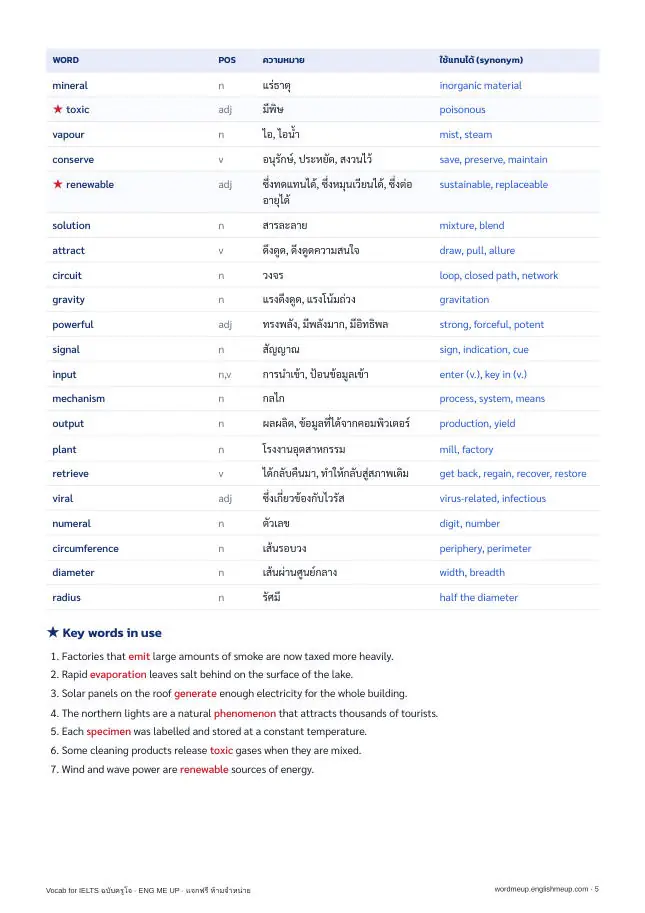 WORD POS ความหมาย ใช้แทนได้ (synonym)
mineral n แร่ธาตุ inorganic material
★ toxic adj มีพิษ poisonous
vapour n ไอ, ไอน้ำ mist, steam
conserve v อนุรักษ์, ประหยัด, สงวนไว้ save, preserve, maintain
★ renewable adj ซึ่งทดแทนได้, ซึ่งหมุนเวียนได้, ซึ่งต่อ sustainable, replaceable
อายุได้
solution n สารละลาย mixture, blend
attract v ดึงดูด, ดึงดูดความสนใจ draw, pull, allure
circuit n วงจร loop, closed path, network
gravity n แรงดึงดูด, แรงโน้มถ่วง gravitation
powerful adj ทรงพลัง, มีพลังมาก, มีอิทธิพล strong, forceful, potent
signal n สัญญาณ sign, indication, cue
input n,v การนำเข้า, ป้อนข้อมูลเข้า enter (v.), key in (v.)
mechanism n กลไก process, system, means
output n ผลผลิต, ข้อมูลที่ได้จากคอมพิวเตอร์ production, yield
plant n โรงงานอุตสาหกรรม mill, factory
retrieve v ได้กลับคืนมา, ทำให้กลับสู่สภาพเดิม get back, regain, recover, restore
viral adj ซึ่งเกี่ยวข้องกับไวรัส virus-related, infectious
numeral n ตัวเลข digit, number
circumference n เส้นรอบวง periphery, perimeter
diameter n เส้นผ่านศูนย์กลาง width, breadth
radius n รัศมี half the diameter
★ Key words in use
1. Factories that emit large amounts of smoke are now taxed more heavily.
2. Rapid evaporation leaves salt behind on the surface of the lake.
3. Solar panels on the roof generate enough electricity for the whole building.
4. The northern lights are a natural phenomenon that attracts thousands of tourists.
5. Each specimen was labelled and stored at a constant temperature.
6. Some cleaning products release toxic gases when they are mixed.
7. Wind and wave power are renewable sources of energy.
Vocab for IELTS ฉบับครูโจ · ENG ME UP · แจกฟรี ห้ามจำหน่าย wordmeup.englishmeup.com · 5